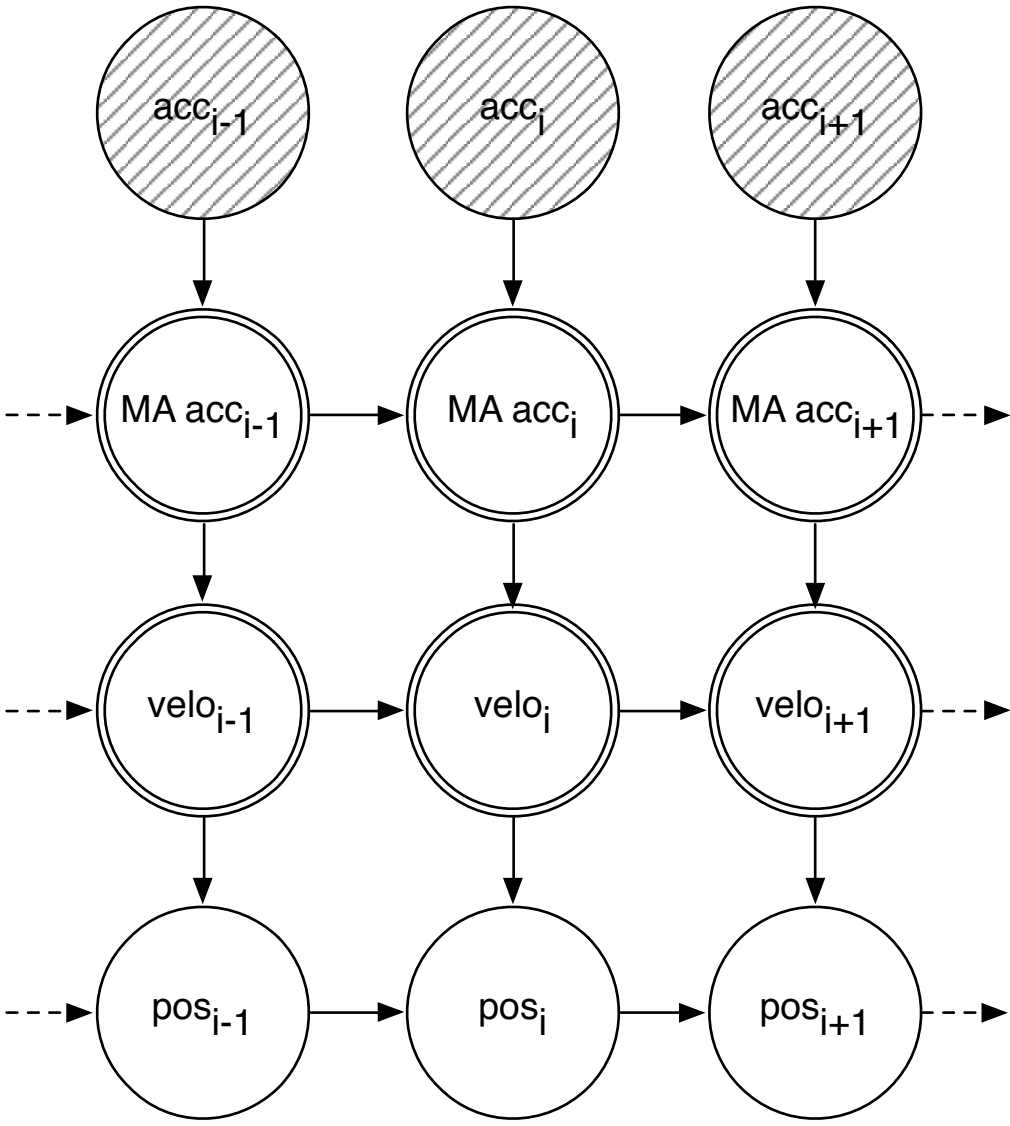 acc_{i-1} acc_i acc_{i+1}
MA acc_{i-1} MA acc_i MA acc_{i+1}
velo_{i-1} velo_i velo_{i+1}
pos_{i-1} pos_i pos_{i+1}